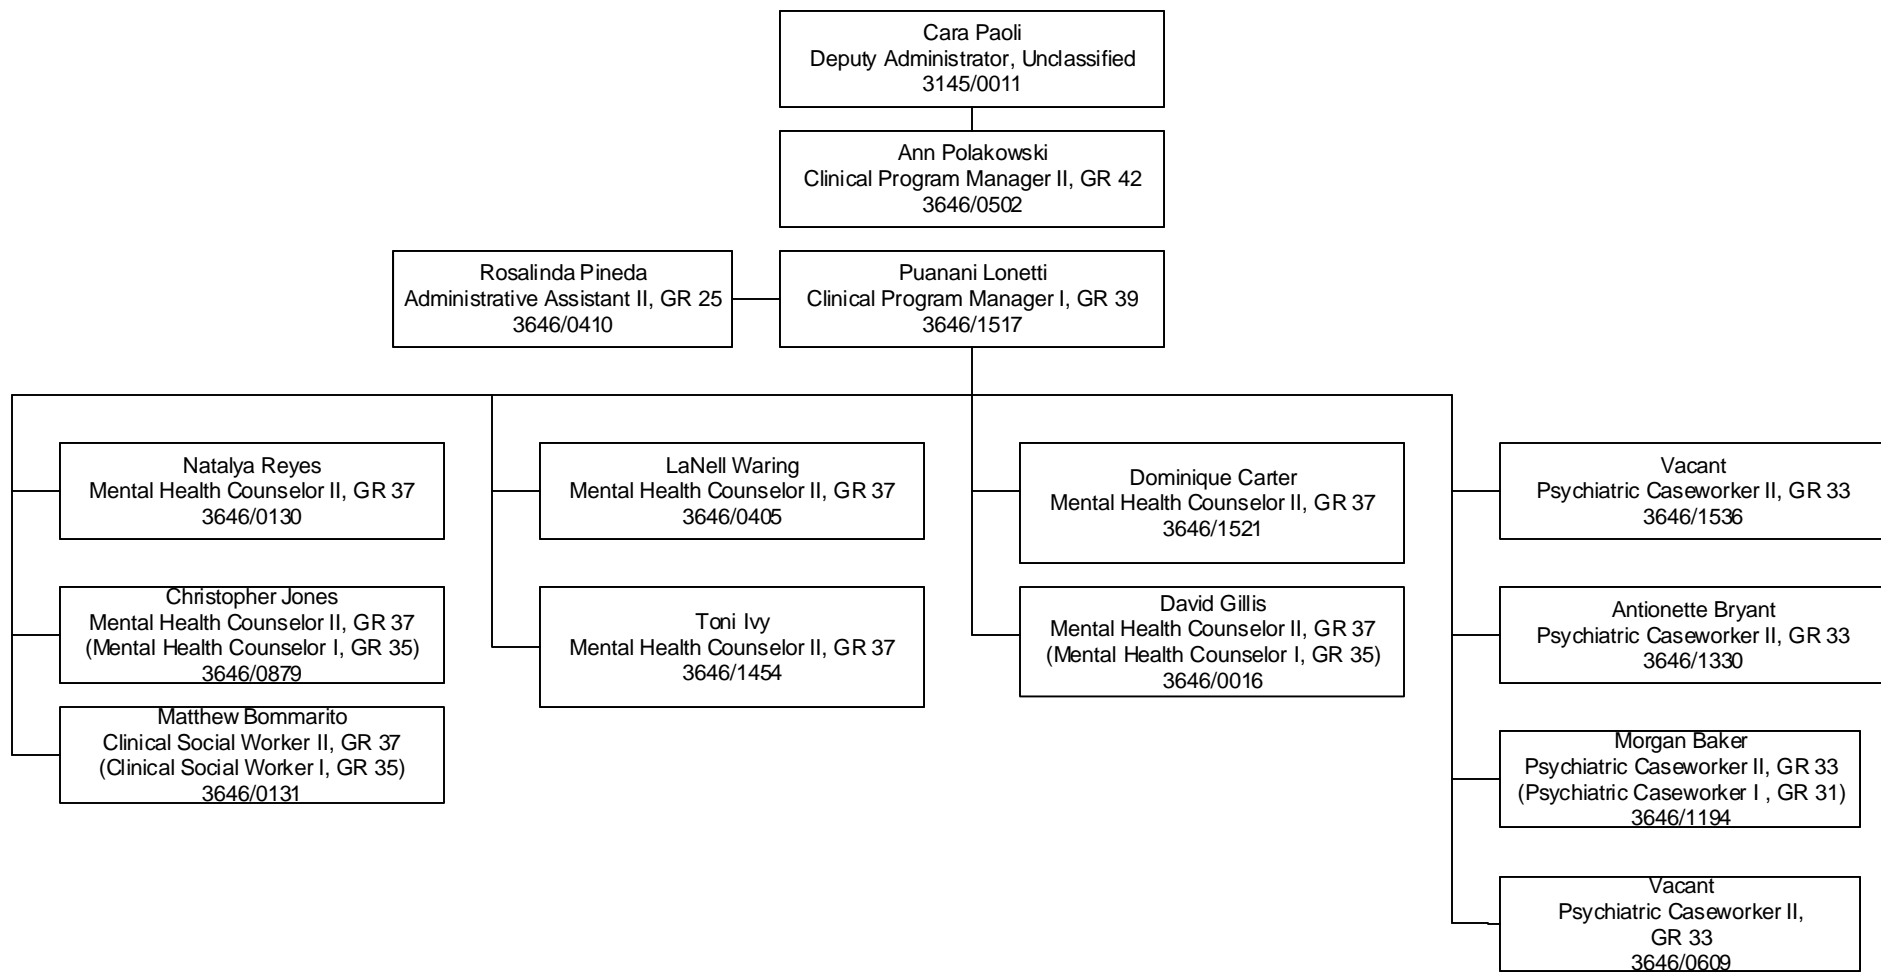 Cara Paoli
Deputy Administrator, Unclassified
3145/0011
Ann Polakowski
Clinical Program Manager II, GR 42
3646/0502
Rosalinda Pineda
Administrative Assistant II, GR 25
3646/0410
Puanani Lonetti
Clinical Program Manager I, GR 39
3646/1517
Natalya Reyes
Mental Health Counselor II, GR 37
3646/0130
LaNell Waring
Mental Health Counselor II, GR 37
3646/0405
Dominique Carter
Mental Health Counselor II, GR 37
3646/1521
Vacant
Psychiatric Caseworker II, GR 33
3646/1536
Christopher Jones
Mental Health Counselor II, GR 37
(Mental Health Counselor I, GR 35)
3646/0879
Toni Ivy
Mental Health Counselor II, GR 37
3646/1454
David Gillis
Mental Health Counselor II, GR 37
(Mental Health Counselor I, GR 35)
3646/0016
Antionette Bryant
Psychiatric Caseworker II, GR 33
3646/1330
Matthew Bommarito
Clinical Social Worker II, GR 37
(Clinical Social Worker I, GR 35)
3646/0131
Morgan Baker
Psychiatric Caseworker II, GR 33
(Psychiatric Caseworker I , GR 31)
3646/1194
Vacant
Psychiatric Caseworker II,
GR 33
3646/0609